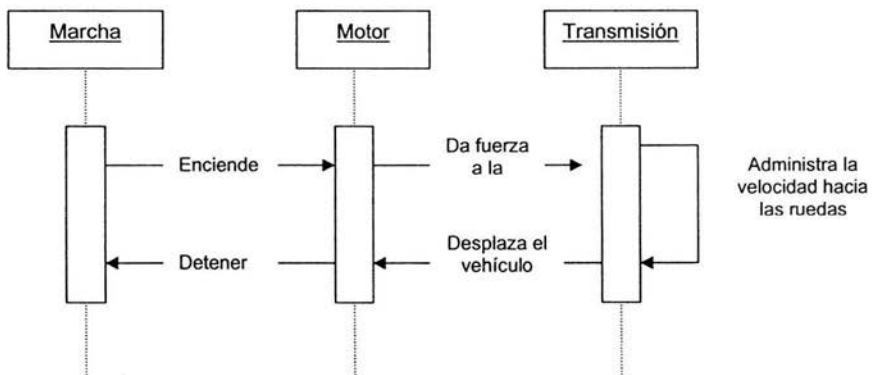 Marcha
Motor
Transmisión
Enciende
Da fuerza
a la
Administra la
velocidad hacia
las ruedas
Detener
Desplaza el
vehículo